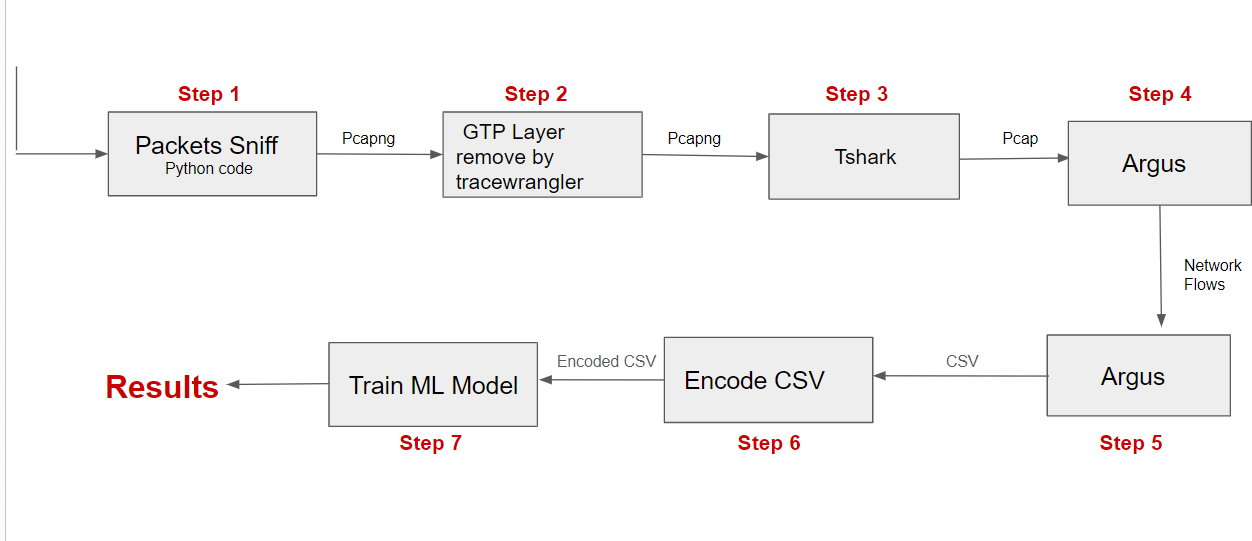 Step 1
Packets Sniff
Python code
Pcapng
Step 2
GTP Layer
remove by
tracewrangler
Pcapng
Step 3
Tshark
Pcap
Step 4
Argus
Network
Flows
Argus
Step 5
CSV
Encode CSV
Step 6
Encoded CSV
Train ML Model
Step 7
Results